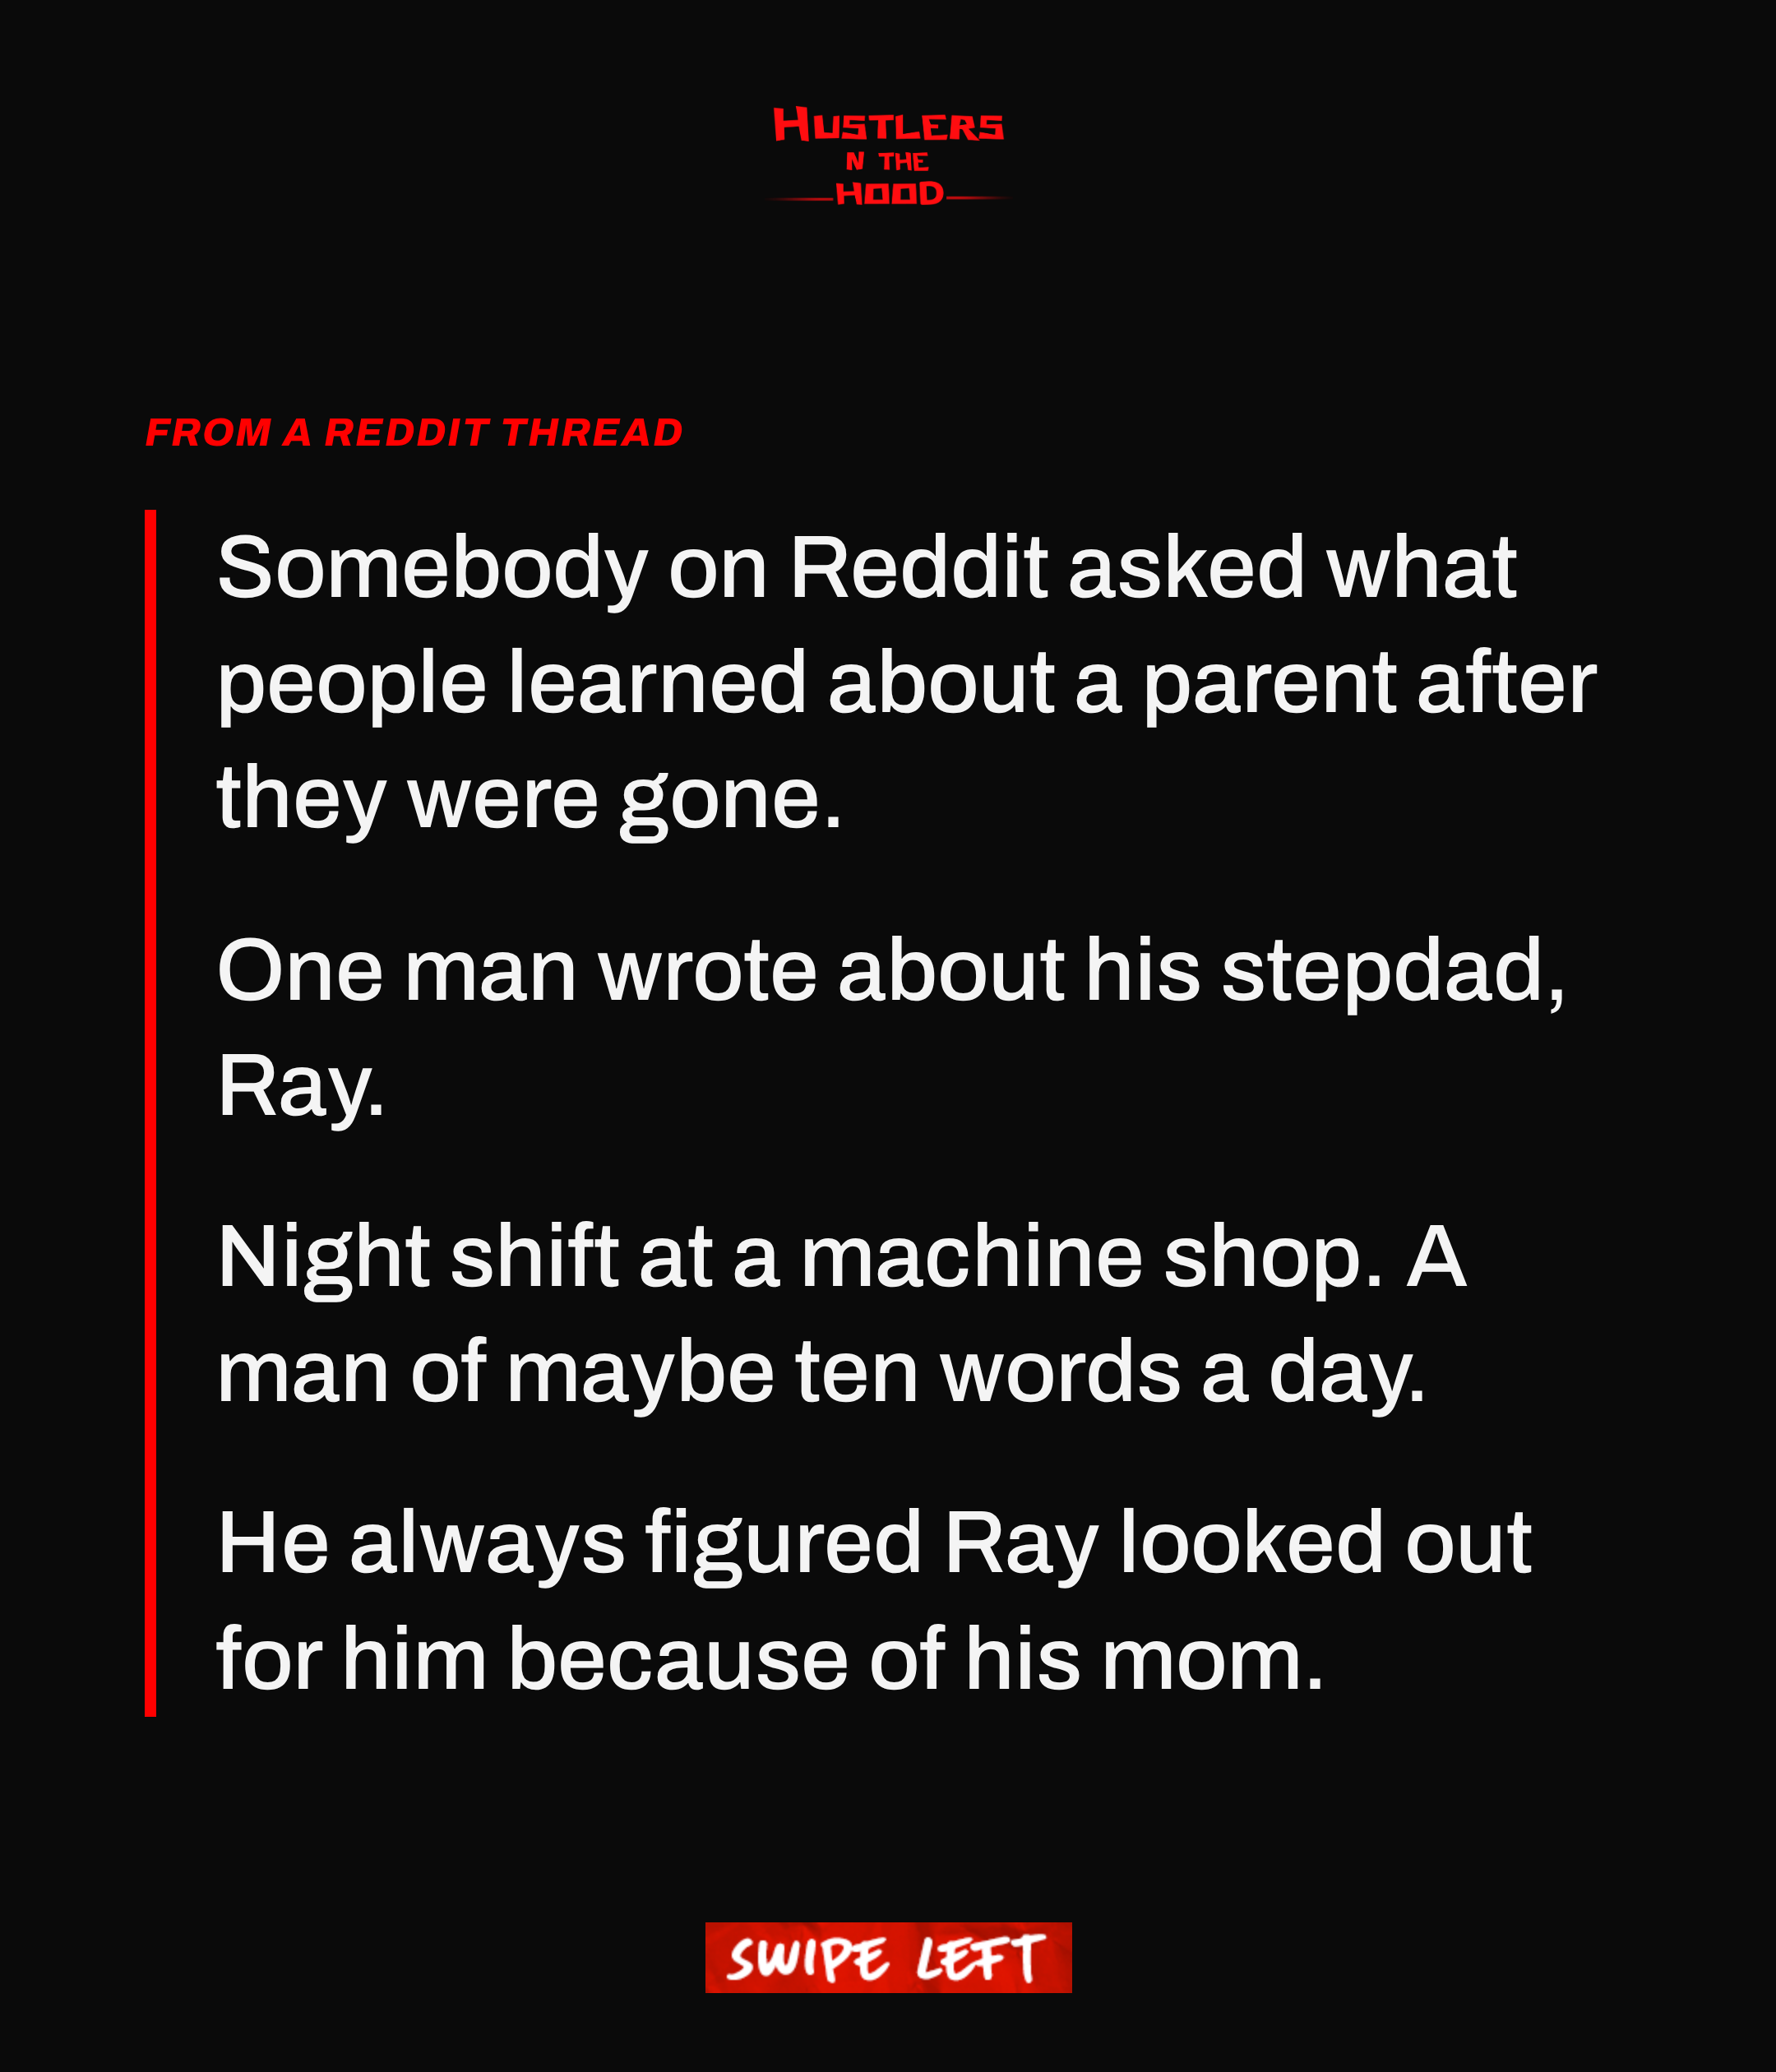 HUSTLERS
N THE
HOOD
FROM A REDDIT THREAD
Somebody on Reddit asked what
people learned about a parent after
they were gone.
One man wrote about his stepdad,
Ray.
Night shift at a machine shop. A
man of maybe ten words a day.
He always figured Ray looked out
for him because of his mom.
SWIPE LEFT